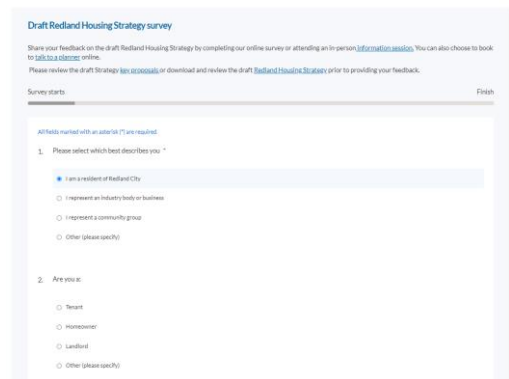 Draft Redland Housing Strategy survey
Share your feedback on the draft Redland Housing Strategy by completing our online survey or attending an in-person information session. You can also choose to book
to talk to a planner online.
Please review the draft Strategy key proposals or download and review the draft Redland Housing Strategy prior to providing your feedback.
Survey starts Finish
All fields marked with an asterisk (*) are required
1. Please select which best describes you *
I am a resident of Redland City
I represent an industry body or business
I represent a community group
Other (please specify)
2. Are you a:
Tenant
Homeowner
Landlord
Other (please specify)